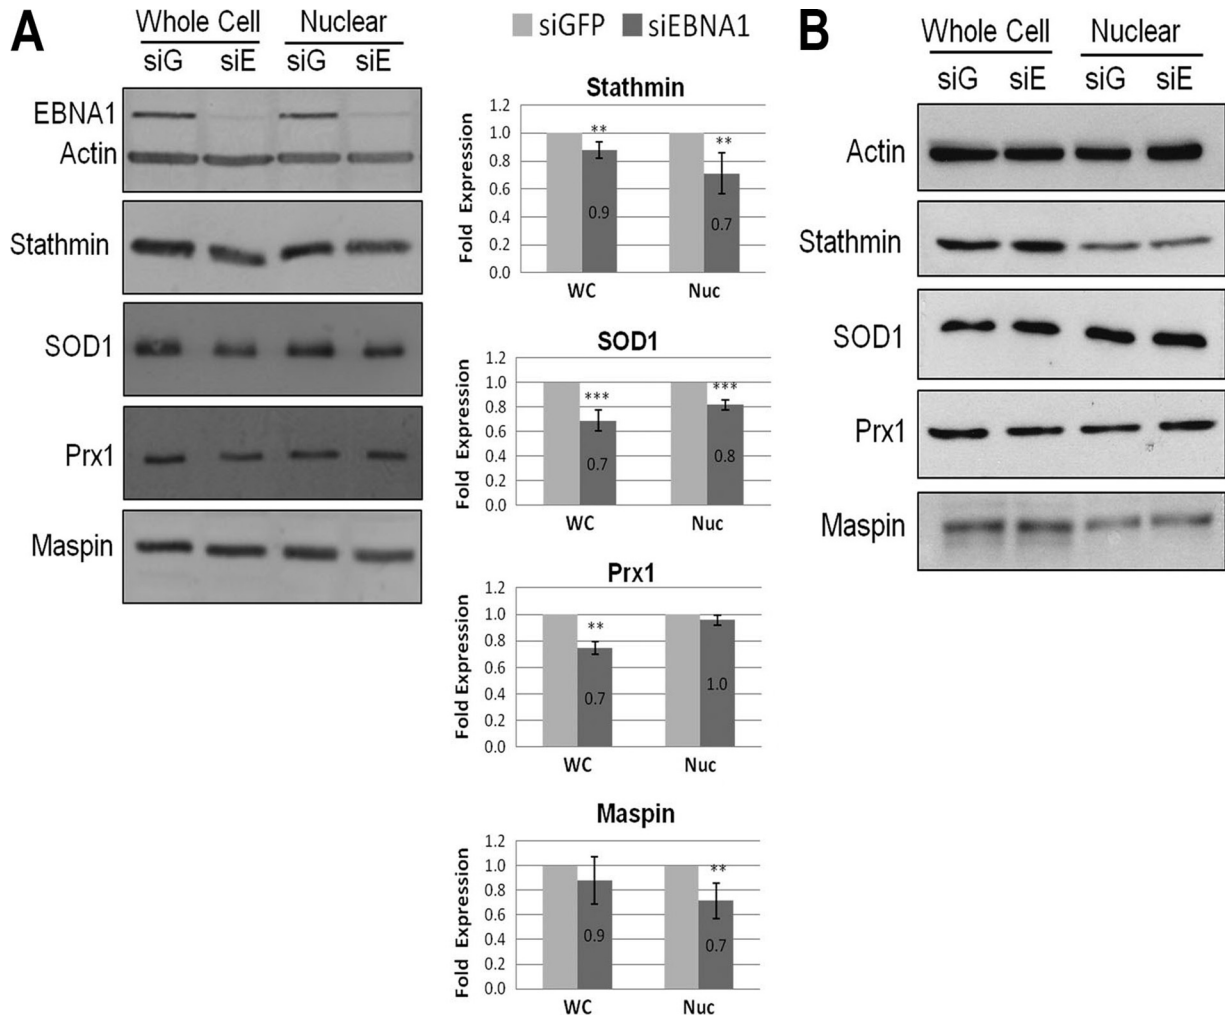 A
Whole Cell Nuclear
siG siE siG siE
EBNA1
Actin
Stathmin
SOD1
Prx1
Maspin
siGFP siEBNA1
Stathmin
Fold Expression
1.2
1.0
0.8
0.6
0.4
0.2
0.0
** **
0.9 0.7
WC Nuc
SOD1
Fold Expression
1.2
1.0
0.8
0.6
0.4
0.2
0.0
*** ***
0.7 0.8
WC Nuc
Prx1
Fold Expression
1.2
1.0
0.8
0.6
0.4
0.2
0.0
**
0.7 1.0
WC Nuc
Maspin
Fold Expression
1.2
1.0
0.8
0.6
0.4
0.2
0.0
**
0.9 0.7
WC Nuc
B
Whole Cell Nuclear
siG siE siG siE
Actin
Stathmin
SOD1
Prx1
Maspin